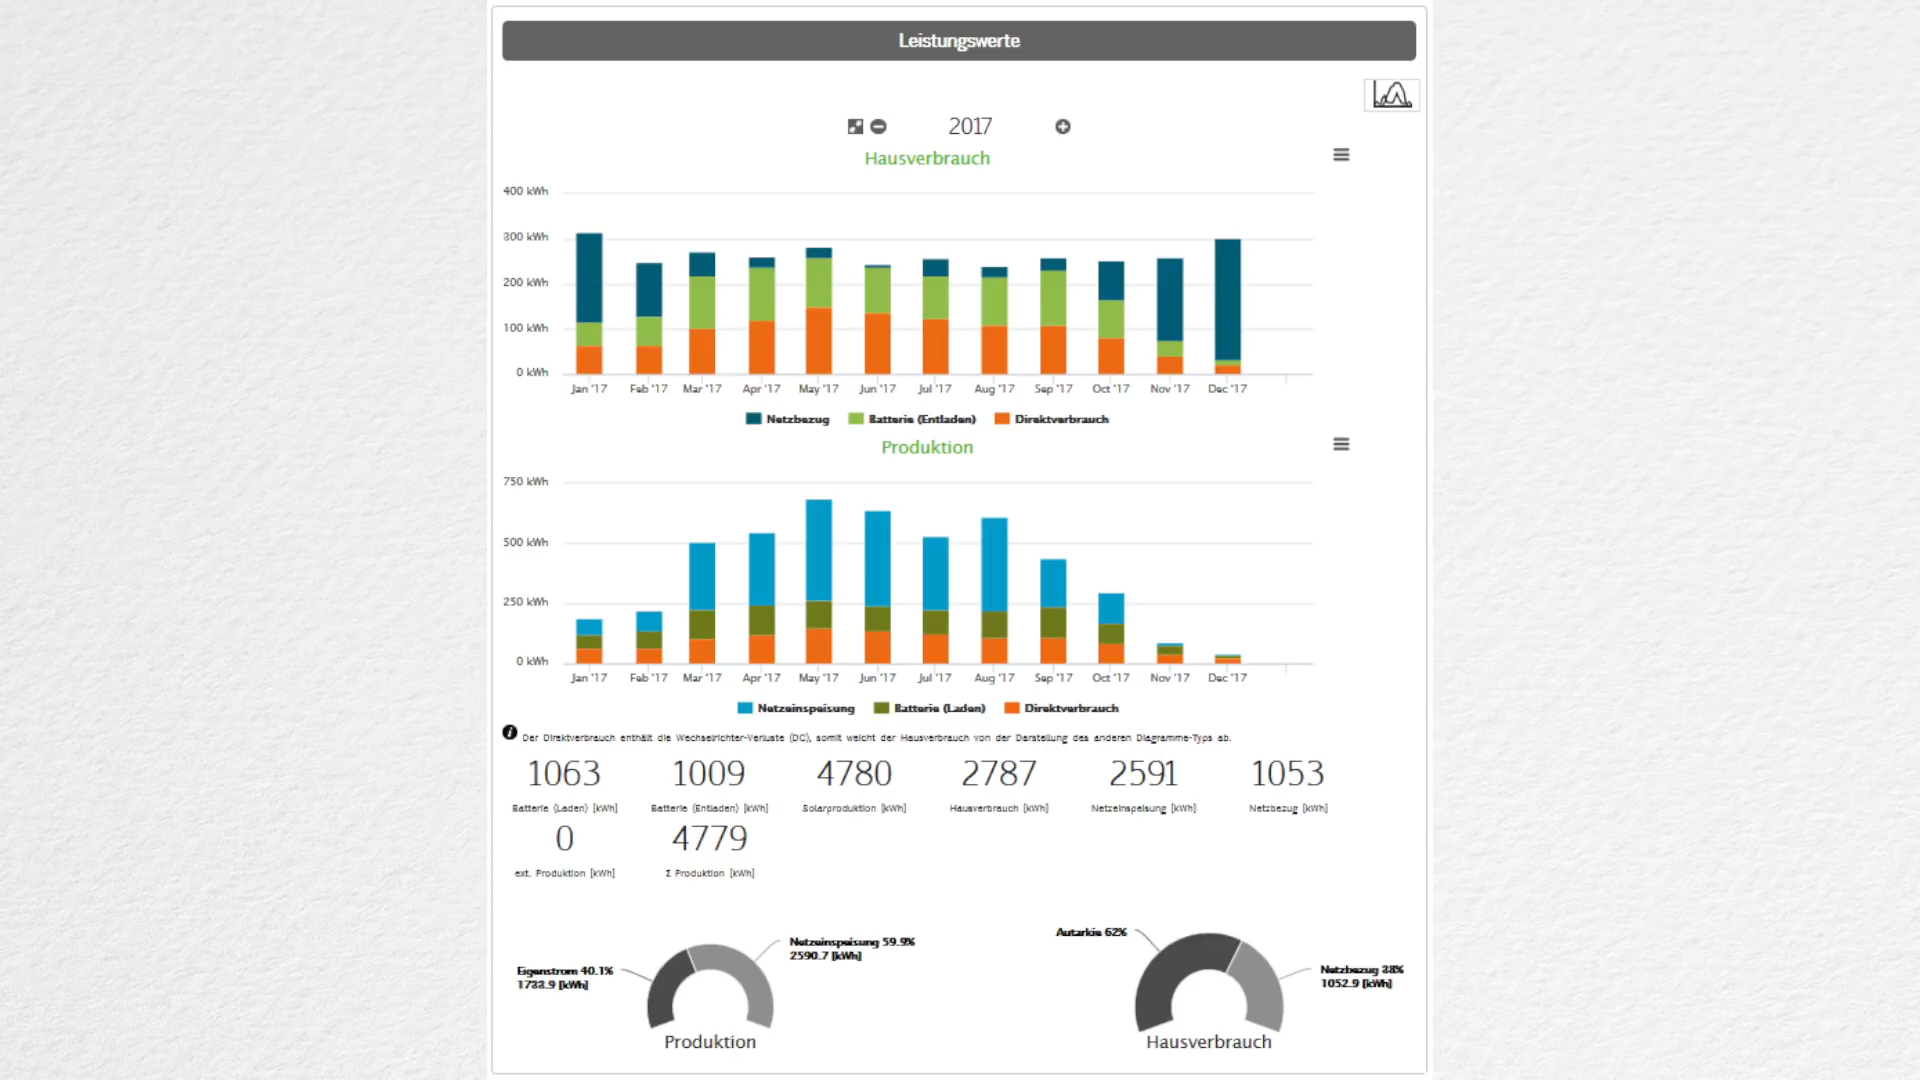 Leistungswerte
2017
Hausverbrauch
400 kWh
300 kWh
200 kWh
100 kWh
0 kWh
Jan '17 Feb '17 Mar '17 Apr '17 May '17 Jun '17 Jul '17 Aug '17 Sep '17 Oct '17 Nov '17 Dec '17
Netzbezug Batterie (Entladen) Direktverbrauch
Produktion
750 kWh
500 kWh
250 kWh
0 kWh
Jan '17 Feb '17 Mar '17 Apr '17 May '17 Jun '17 Jul '17 Aug '17 Sep '17 Oct '17 Nov '17 Dec '17
Netzeinspeisung Batterie (Laden) Direktverbrauch
Der Direktverbrauch enthält die Wechselrichter-Verluste (DC), somit weicht der Hausverbrauch von der Darstellung des anderen Diagramme-Typs ab.
1063 1009 4780 2787 2591 1053
Batterie (Laden) [kWh] Batterie (Entladen) [kWh] Solarproduktion [kWh] Hausverbrauch [kWh] Netzeinspeisung [kWh] Netzbezug [kWh]
0 4779
ext. Produktion [kWh] Σ Produktion [kWh]
Netzeinspeisung 59.9%
2590.7 [kWh]
Eigenstrom 40.1%
[kWh]
Produktion
Autarkie 62%
Netzbezug 38%
1052.9 [kWh]
Hausverbrauch